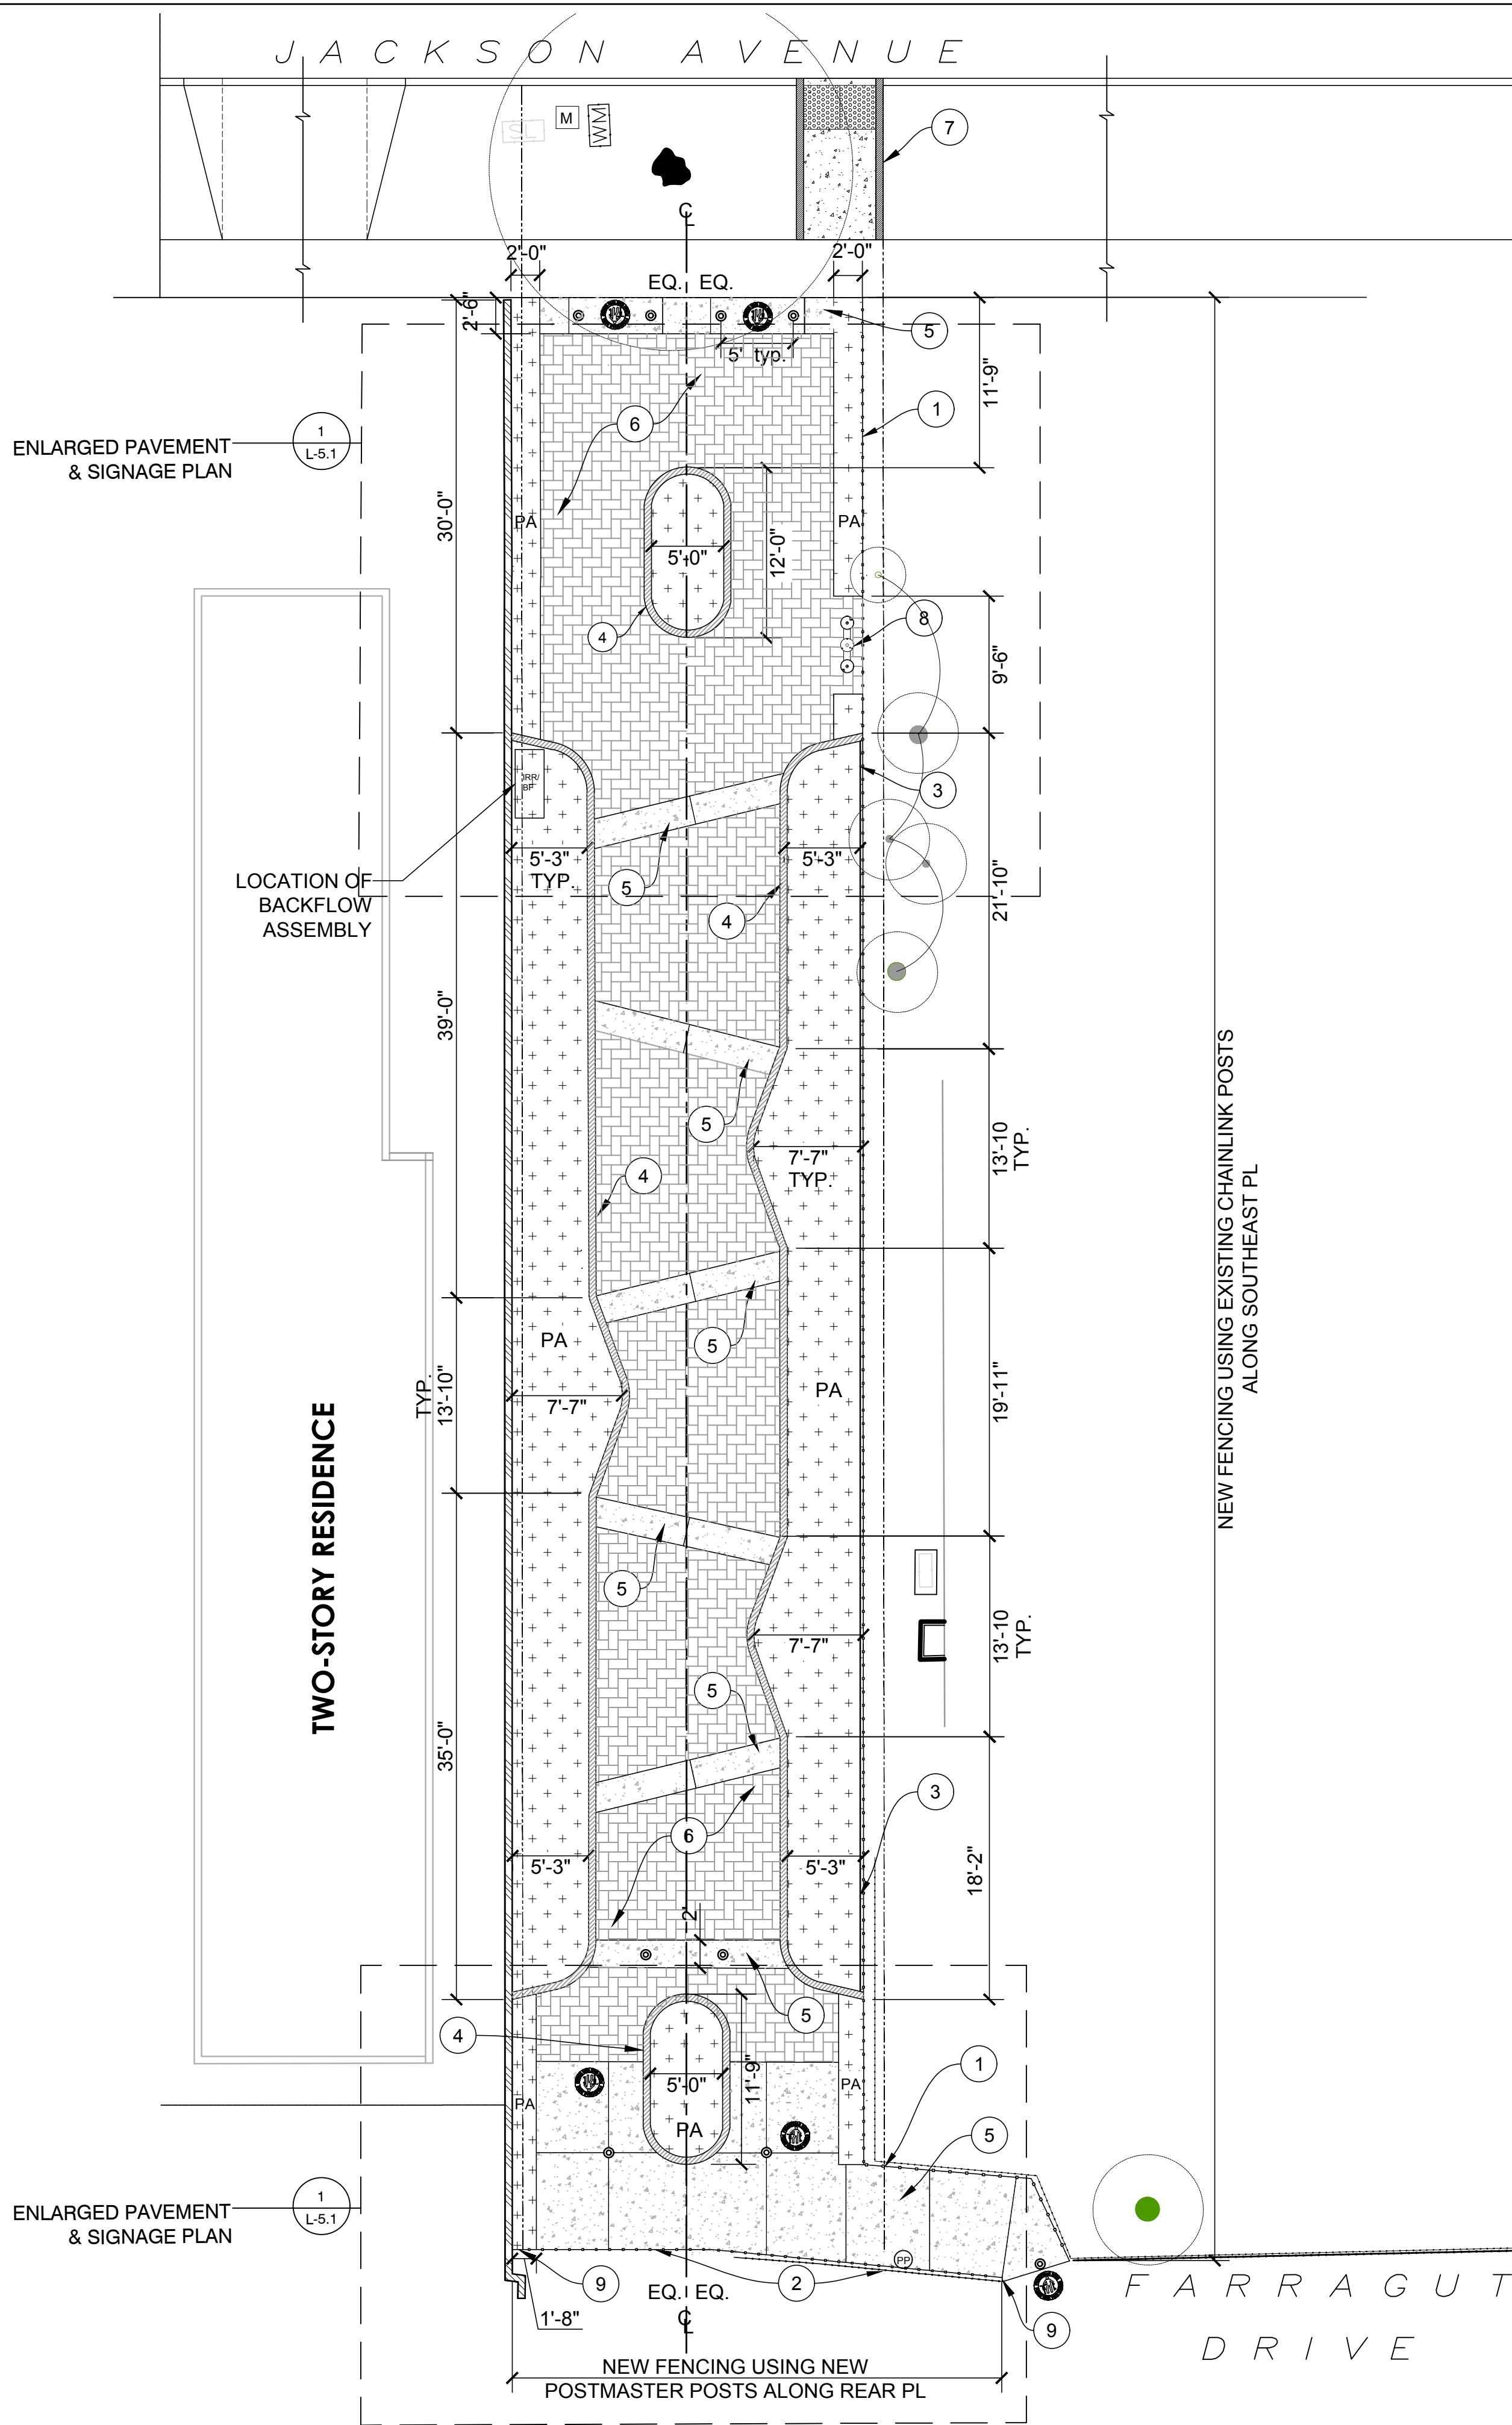 JACKSON AVENUE
SL
M
WM
7
C
L
2'-0"
2'-0"
EQ. EQ.
2'-6"
5
5' typ.
11'-9"
1
6
ENLARGED PAVEMENT
& SIGNAGE PLAN
1
L-5.1
30'-0"
PA
PA
5'-0"
12'-0"
4
8
9'-6"
IRR/
BF
3
LOCATION OF
BACKFLOW
ASSEMBLY
5'-3"
TYP.
5'-3"
5
4
21'-10"
39'-0"
5
7'-7"
TYP.
13'-10
TYP.
4
NEW FENCING USING EXISTING CHAINLINK POSTS
ALONG SOUTHEAST PL
5
PA
TYP.
13'-10"
7'-7"
PA
19'-11"
TWO-STORY RESIDENCE
5
7'-7"
13'-10
TYP.
5
35'-0"
3
6
5'-3"
5'-3"
18'-2"
2'
5
4
5'-0"
11'-9"
1
PA
PA
PA
5
ENLARGED PAVEMENT
& SIGNAGE PLAN
1
L-5.1
PP
9
EQ. EQ.
2
C
L
1'-8"
9
FARRAGUT
DRIVE
NEW FENCING USING NEW
POSTMASTER POSTS ALONG REAR PL